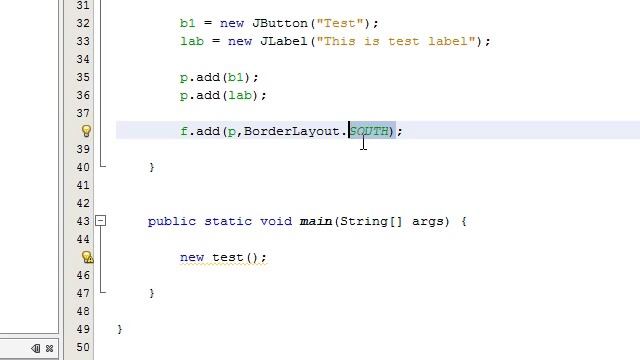 31
32 b1 = new JButton("Test");
33 lab = new JLabel("This is test label");
34
35 p.add(b1);
36 p.add(lab);
37
f.add(p,BorderLayout.SOUTH);
39
40 }
41
42
43 public static void main(String[] args) {
44
new test();
46
47 }
48
49 }
50